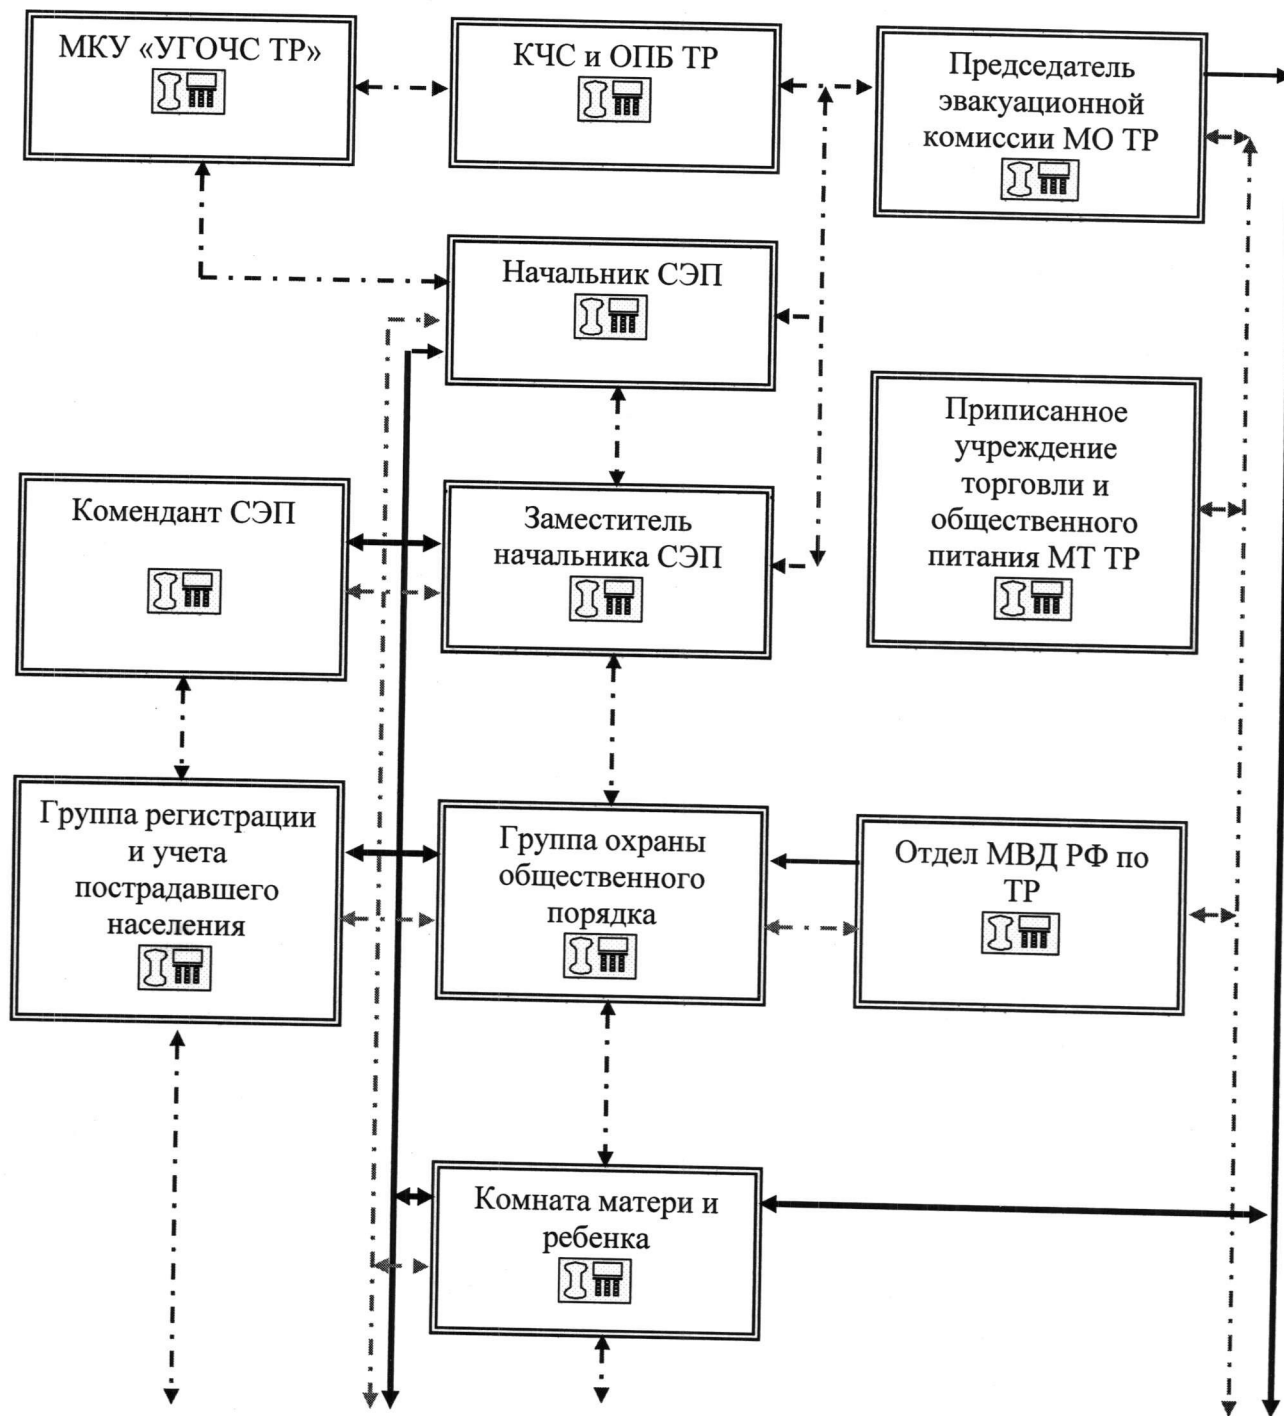 МКУ «УГОЧС ТР»
КЧС и ОПБ ТР
Председатель
эвакуационной
комиссии МО ТР
Начальник СЭП
Приписанное
учреждение
торговли и
общественного
питания МТ ТР
Комендант СЭП
Заместитель
начальника СЭП
Группа регистрации
и учета
пострадавшего
населения
Группа охраны
общественного
порядка
Отдел МВД РФ по
ТР
Комната матери и
ребенка